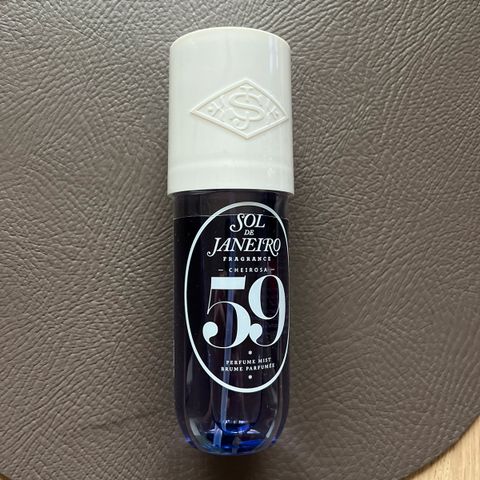 SOL
DE
JANEIRO
FRAGRANCE
CHEIROSA
59
PERFUME MIST
BRUME PARFUMÉE